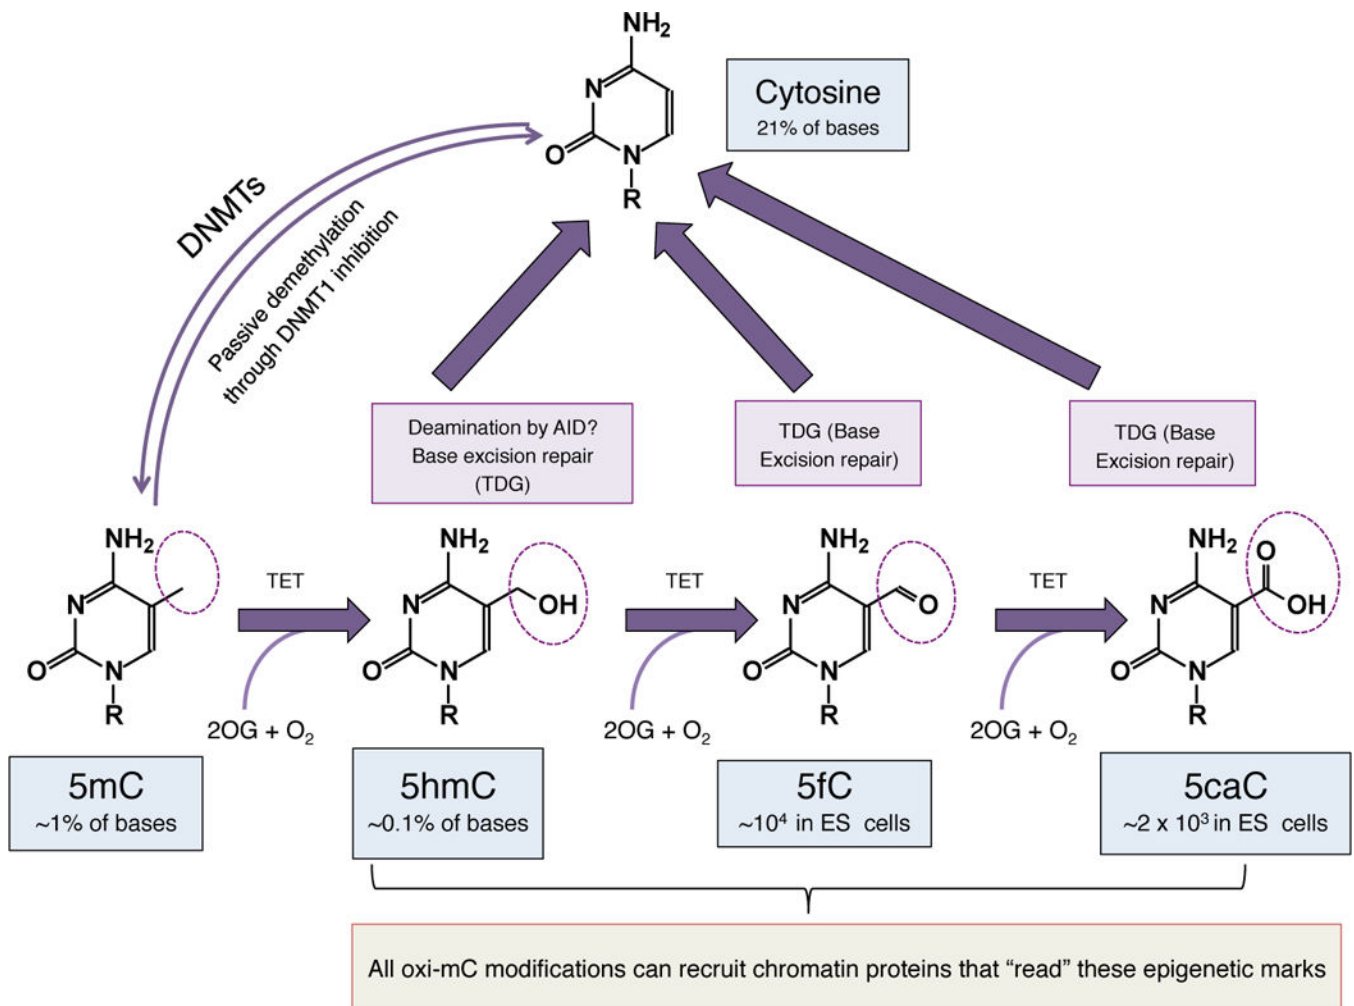 NH₂
N
O
N
R
Cytosine
21% of bases
DNMTs
Passive demethylation
through DNMT1 inhibition
Deamination by AID?
Base excision repair
(TDG)
TDG (Base
Excision repair)
TDG (Base
Excision repair)
NH₂
N
O
N
R
TET
2OG + O₂
NH₂
N
OH
O
N
R
TET
2OG + O₂
NH₂
N
O
O
N
R
TET
2OG + O₂
NH₂
O
OH
N
O
N
R
5mC
~1% of bases
5hmC
~0.1% of bases
5fC
~10⁴ in ES cells
5caC
~2 x 10³ in ES cells
All oxi-mC modifications can recruit chromatin proteins that “read” these epigenetic marks